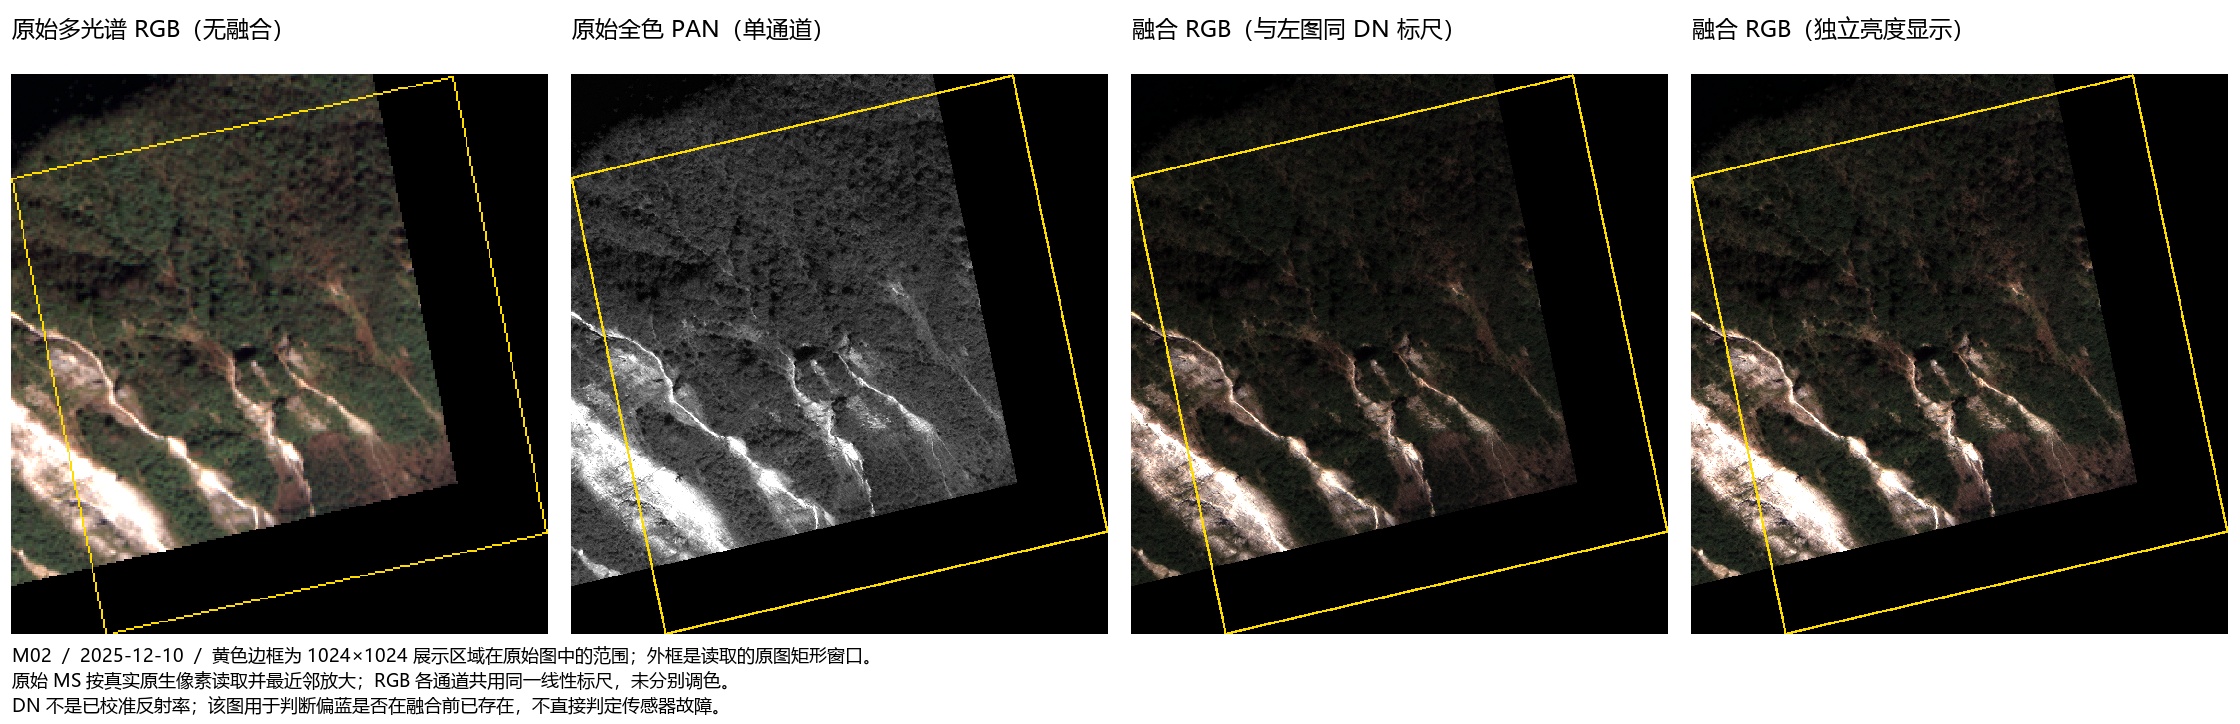 原始多光谱 RGB（无融合）
原始全色 PAN（单通道）
融合 RGB（与左图同 DN 标尺）
融合 RGB（独立亮度显示）
M02 / 2025-12-10 / 黄色边框为 1024×1024 展示区域在原始图中的范围；外框是读取的原图矩形窗口。
原始 MS 按真实原生像素读取并最近邻放大；RGB 各通道共用同一线性标尺，未分别调色。
DN 不是已校准反射率；该图用于判断偏蓝是否在融合前已存在，不直接判定传感器故障。